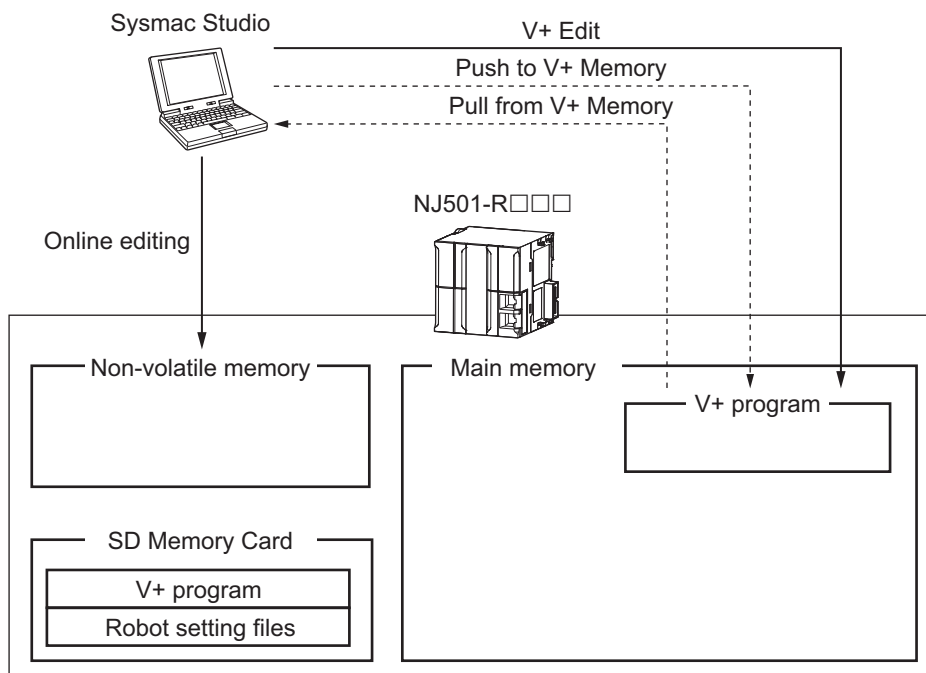 Sysmac Studio
V+ Edit
Push to V+ Memory
Pull from V+ Memory
NJ501-R□□□
Online editing
Non-volatile memory
Main memory
V+ program
SD Memory Card
V+ program
Robot setting files